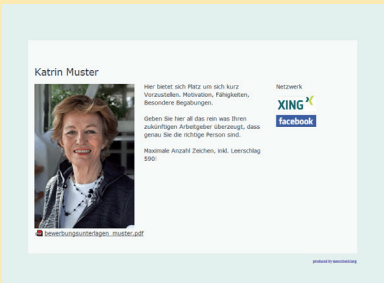 Katrin Muster
Hier bietet sich Platz um sich kurz
Vorzustellen. Motivation, Fähigkeiten,
Besondere Begabungen.
Geben Sie hier all das rein was Ihren
zukünftigen Arbeitgeber überzeugt, dass
genau Sie die richtige Person sind.
Maximale Anzahl Zeichen, inkl. Leerschlag
590!
Netzwerk
XING
facebook
bewerbungsunterlagen_muster.pdf
produced by